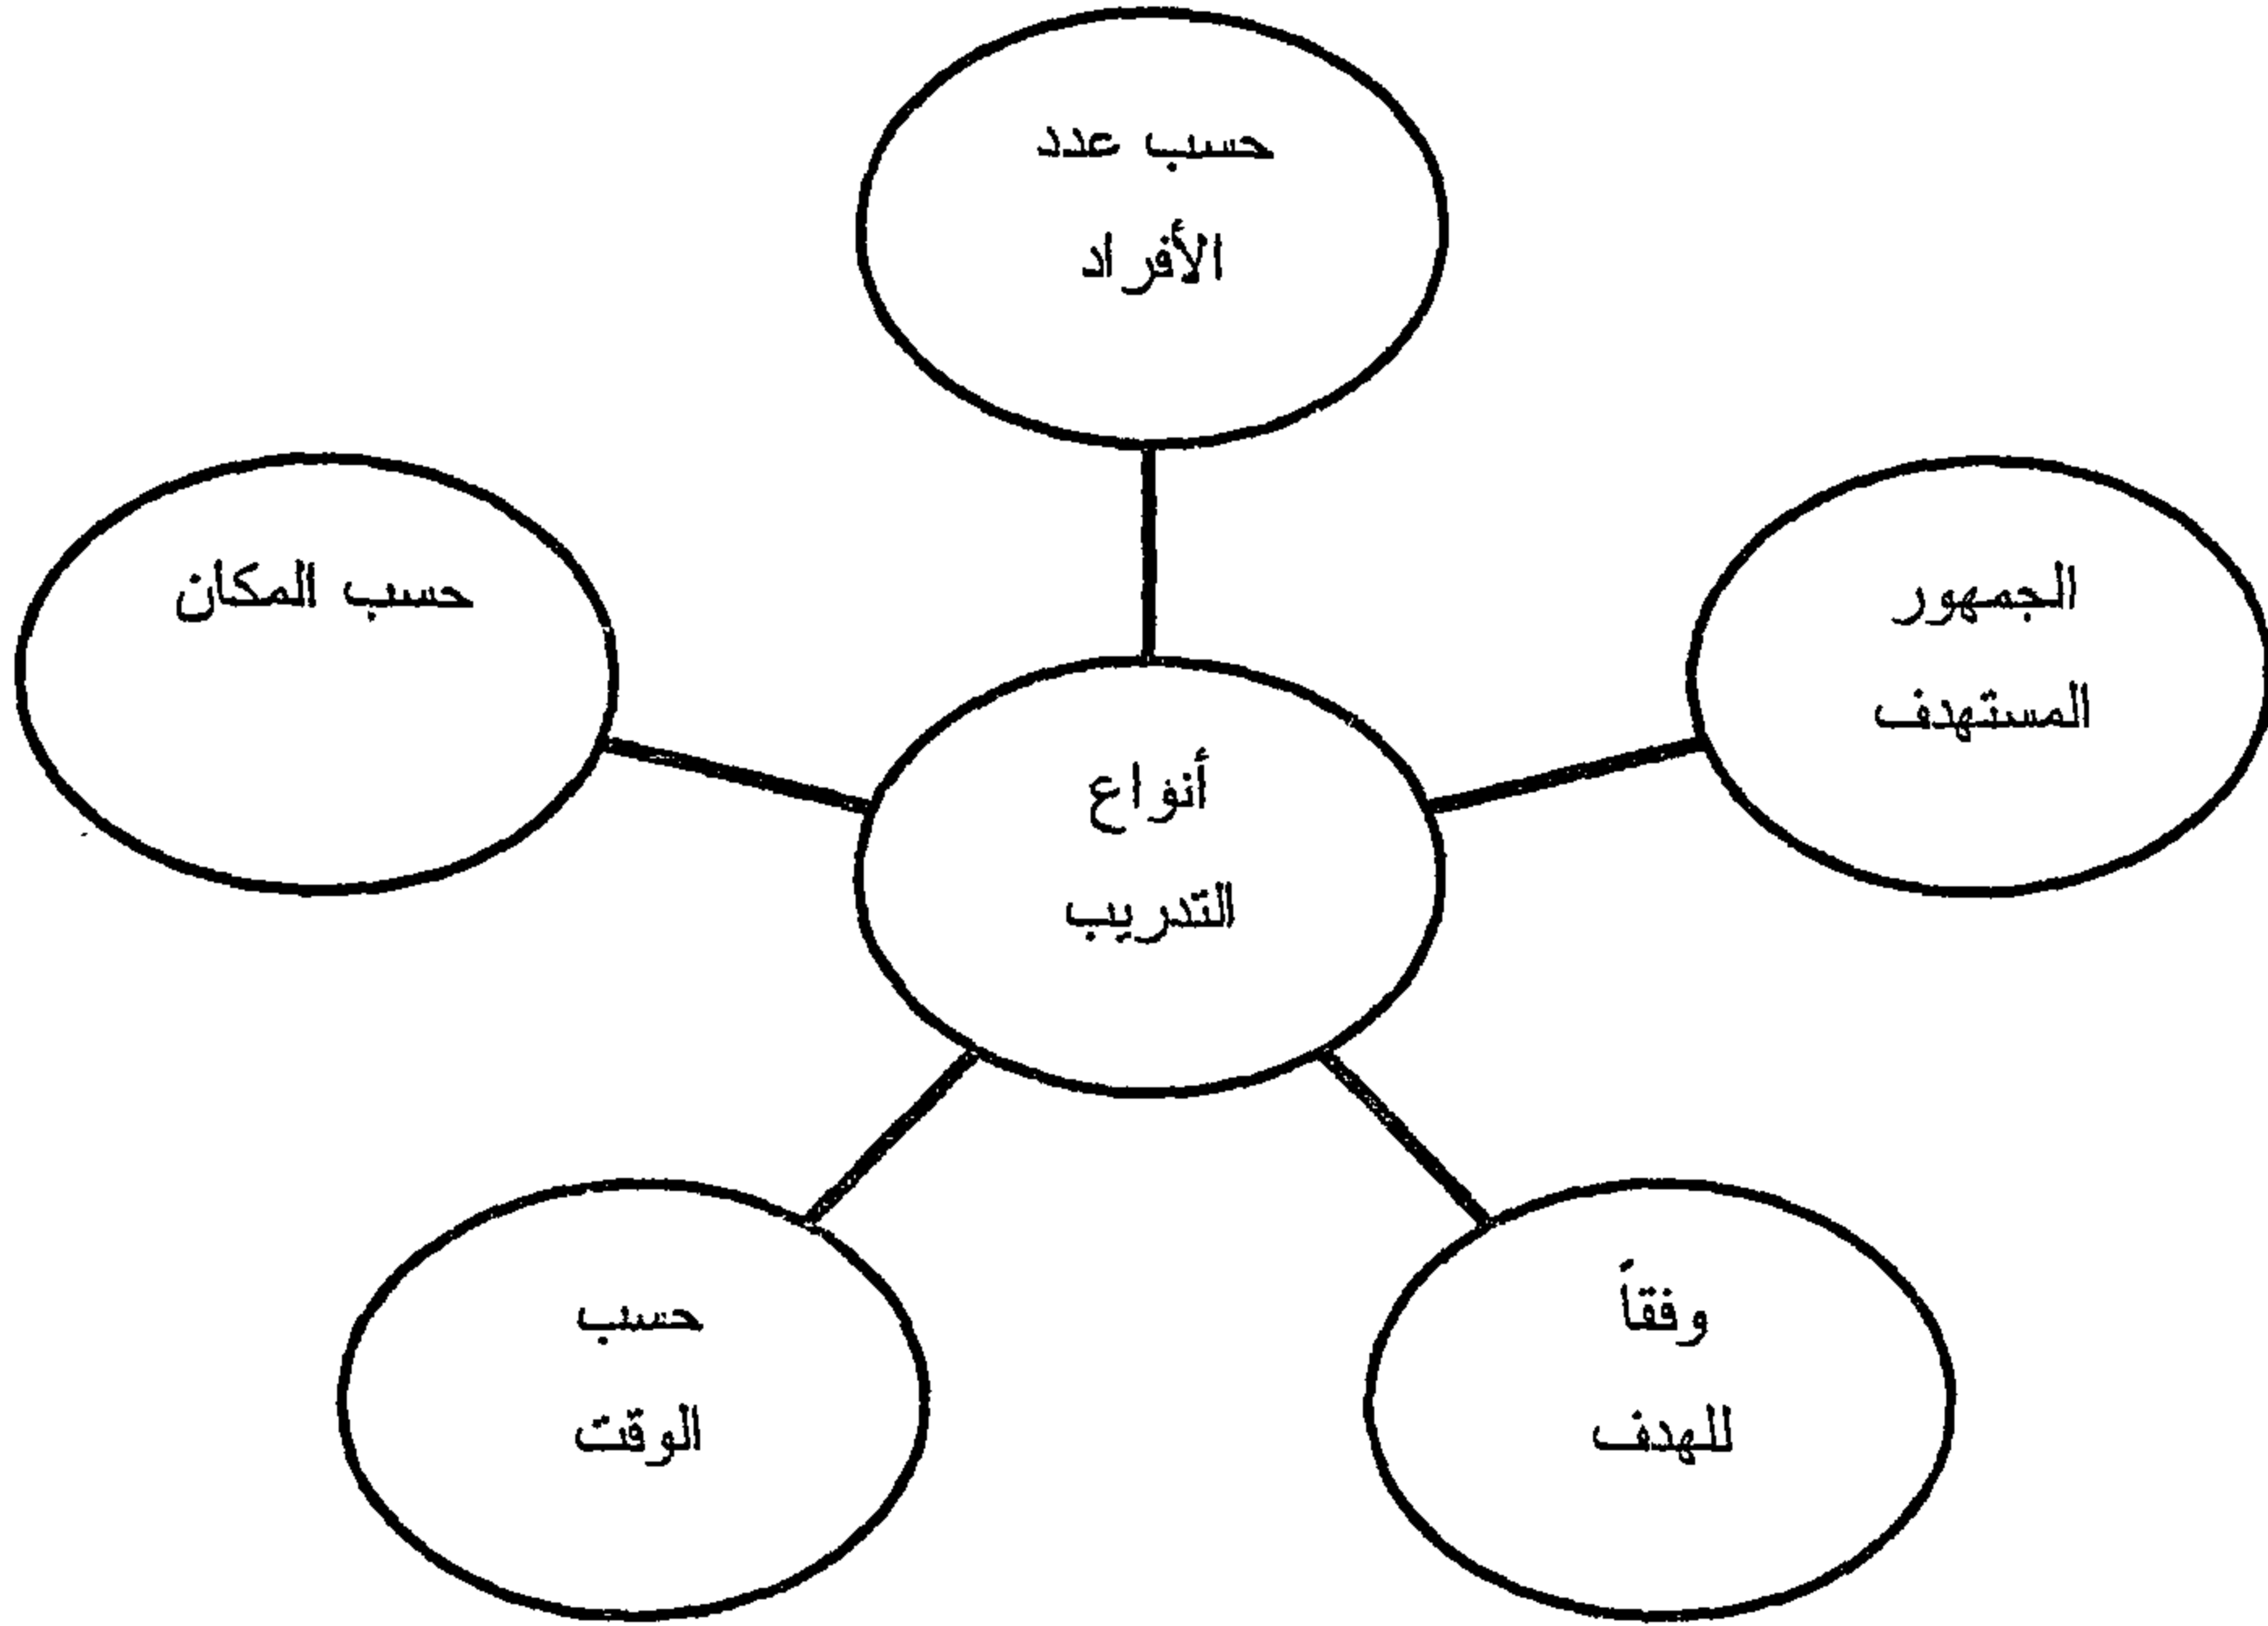 حسب عدد
الأفراد
الجمهور
المستهدف
حسب المكان
أنواع
التدريب
وفقاً
للهدف
حسب
الوقت